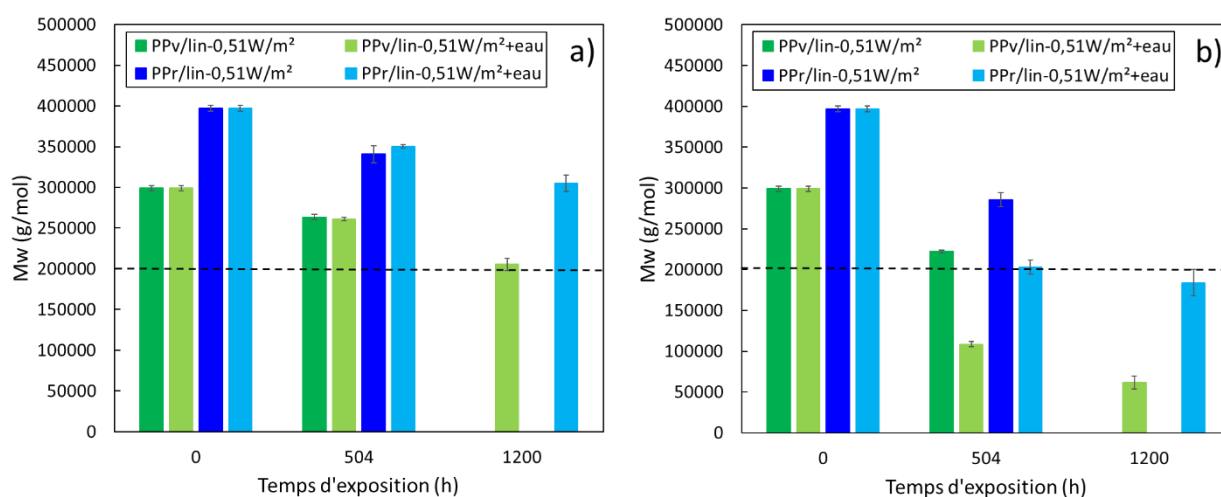 500000
450000
400000
350000
300000
250000
200000
150000
100000
50000
0
Mw (g/mol)
PPv/lin-0,51W/m² PPv/lin-0,51W/m²+eau
PPr/lin-0,51W/m² PPr/lin-0,51W/m²+eau
a)
0 504 1200
Temps d'exposition (h)
500000
450000
400000
350000
300000
250000
200000
150000
100000
50000
0
Mw (g/mol)
PPv/lin-0,51W/m² PPv/lin-0,51W/m²+eau
PPr/lin-0,51W/m² PPr/lin-0,51W/m²+eau
b)
0 504 1200
Temps d'exposition (h)